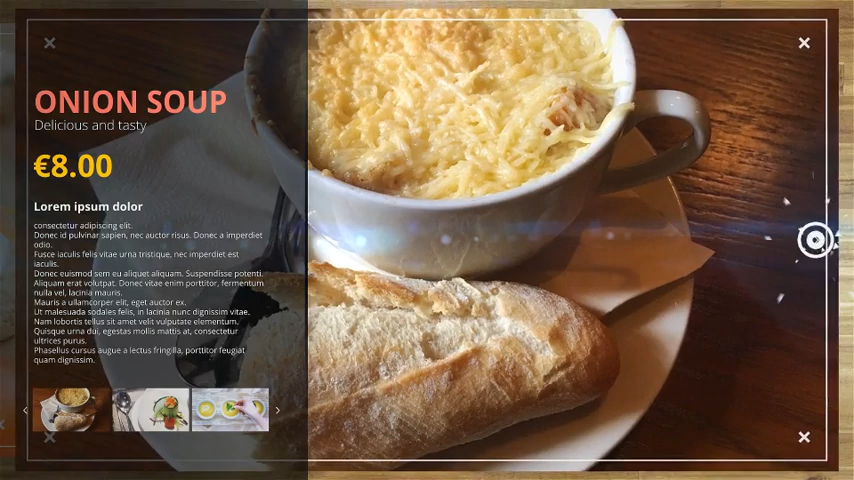 ONION SOUP
Delicious and tasty
€8.00
Lorem ipsum dolor
consectetur adipiscing elit.
Donec id pulvinar sapien, nec auctor risus. Donec a imperdiet
odio.
Fusce iaculis felis vitae urna tristique, nec imperdiet est
iaculis.
Donec euismod sem eu aliquet aliquam. Suspendisse potenti.
Aliquam erat volutpat. Donec vitae enim porttitor, fermentum
nulla vel, lacinia mauris.
Mauris a ullamcorper elit, eget auctor ex.
Ut malesuada sodales felis, in lacinia nunc dignissim vitae.
Nam lobortis tellus sit amet velit vulputate elementum.
Quisque urna dui, egestas mollis mattis at, consectetur
ultrices purus.
Phasellus cursus augue a lectus fringilla, porttitor feugiat
quam dignissim.